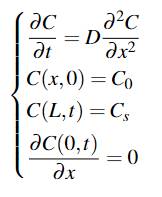 ∂C/∂t = D ∂²C/∂x²
C(x,0) = C₀
C(L,t) = Cₛ
∂C(0,t)/∂x = 0